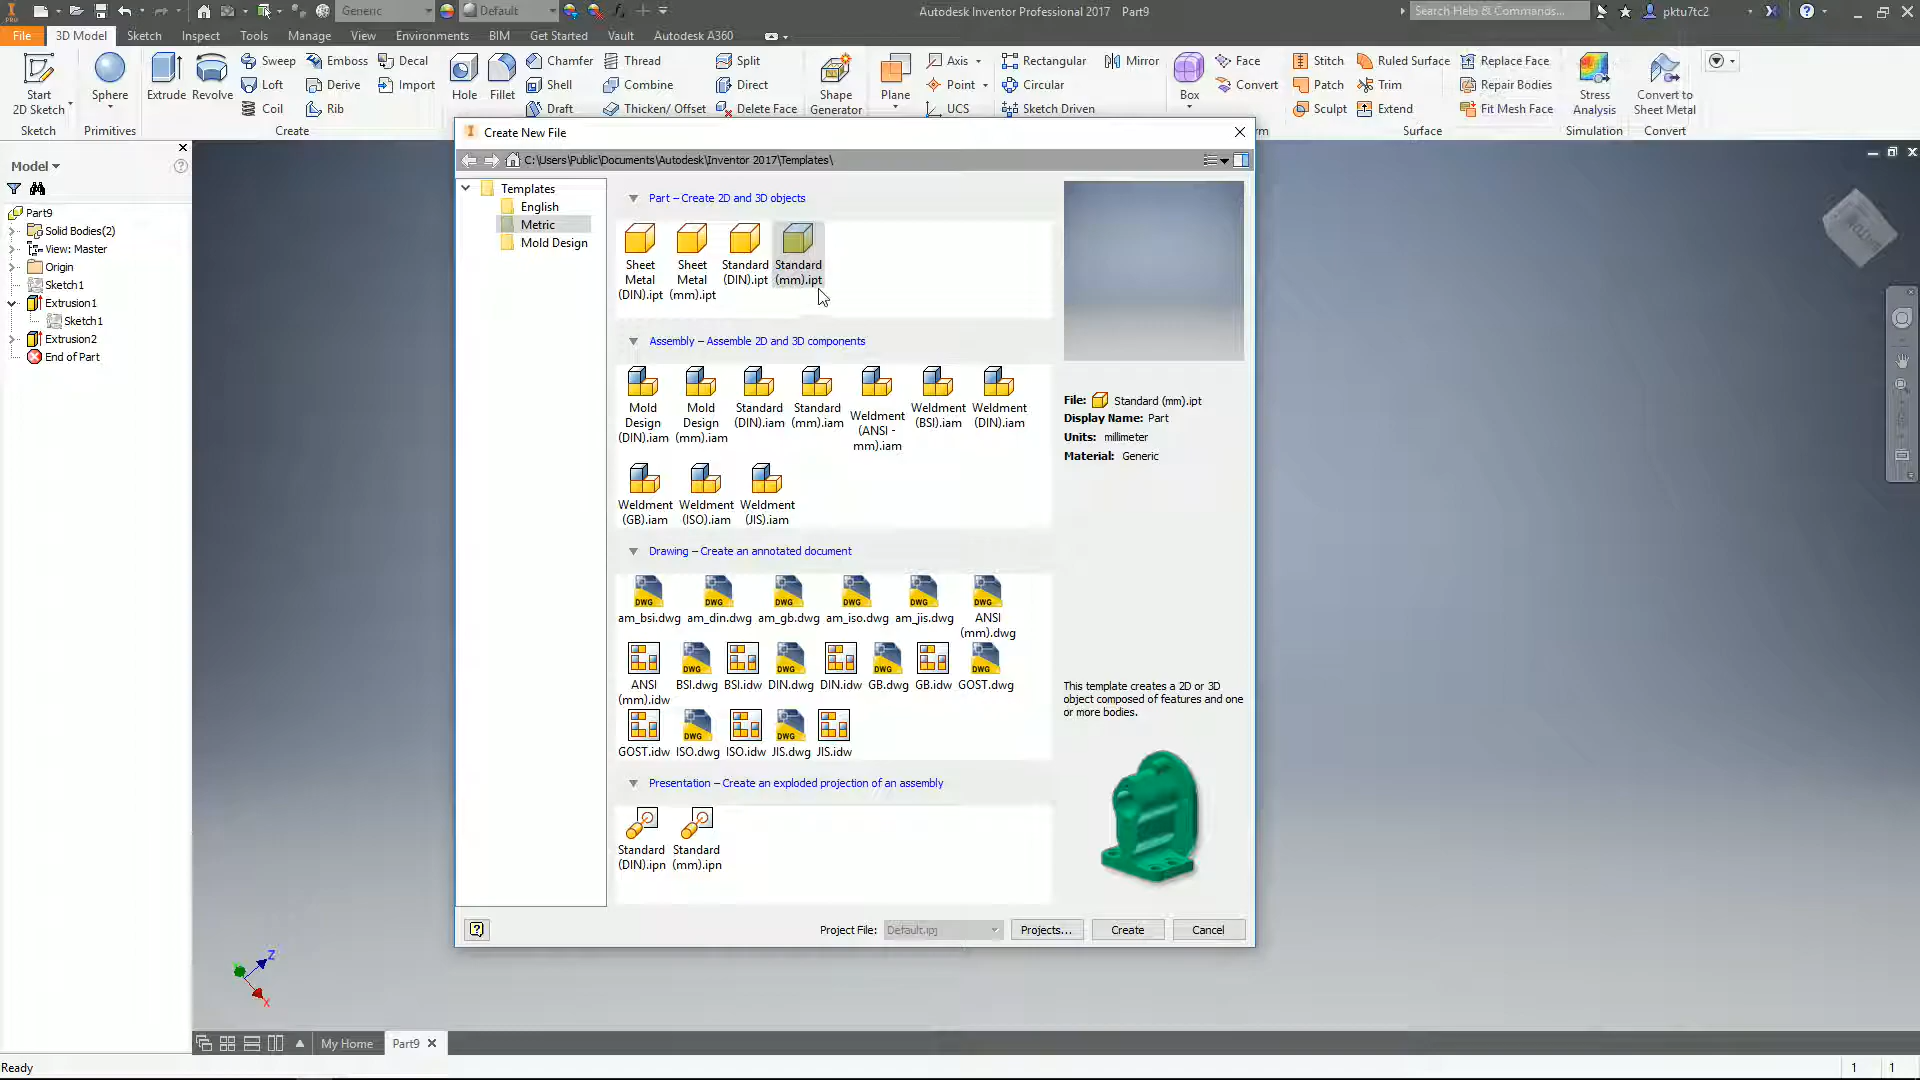 Generic
Default
Autodesk Inventor Professional 2017 Part9
Search Help & Commands...
pktu7tc2
File 3D Model Sketch Inspect Tools Manage View Environments BIM Get Started Vault Autodesk A360
Start
2D Sketch
Sphere
Extrude
Revolve
Sweep
Loft
Coil
Emboss
Derive
Rib
Decal
Import
Hole
Fillet
Chamfer
Shell
Draft
Thread
Combine
Thicken/ Offset
Split
Direct
Delete Face
Shape
Generator
Plane
Axis
Point
UCS
Rectangular
Circular
Sketch Driven
Mirror
Box
Face
Convert
Stitch
Patch
Sculpt
Ruled Surface
Trim
Extend
Replace Face
Repair Bodies
Fit Mesh Face
Stress
Analysis
Convert to
Sheet Metal
Sketch
Primitives
Create
Surface
Simulation
Convert
Model
Part9
Solid Bodies(2)
View: Master
Origin
Sketch1
Extrusion1
Sketch1
Extrusion2
End of Part
Create New File
C:\Users\Public\Documents\Autodesk\Inventor 2017\Templates\
Templates
English
Metric
Mold Design
Part – Create 2D and 3D objects
Sheet
Metal
(DIN).ipt
Sheet
Metal
(mm).ipt
Standard
(DIN).ipt
Standard
(mm).ipt
Assembly – Assemble 2D and 3D components
Mold
Design
(DIN).iam
Mold
Design
(mm).iam
Standard
(DIN).iam
Standard
(mm).iam
Weldment
(ANSI -
mm).iam
Weldment
(BSI).iam
Weldment
(DIN).iam
Weldment
(GB).iam
Weldment
(ISO).iam
Weldment
(JIS).iam
Drawing – Create an annotated document
am_bsi.dwg
am_din.dwg
am_gb.dwg
am_iso.dwg
am_jis.dwg
ANSI
(mm).dwg
ANSI
(mm).idw
BSI.dwg
BSI.idw
DIN.dwg
DIN.idw
GB.dwg
GB.idw
GOST.dwg
GOST.idw
ISO.dwg
ISO.idw
JIS.dwg
JIS.idw
Presentation – Create an exploded projection of an assembly
Standard
(DIN).ipn
Standard
(mm).ipn
File: Standard (mm).ipt
Display Name: Part
Units: millimeter
Material: Generic
This template creates a 2D or 3D
object composed of features and one
or more bodies.
Project File: Default.ipj
Projects...
Create
Cancel
Z
X
My Home
Part9
Ready
1
1